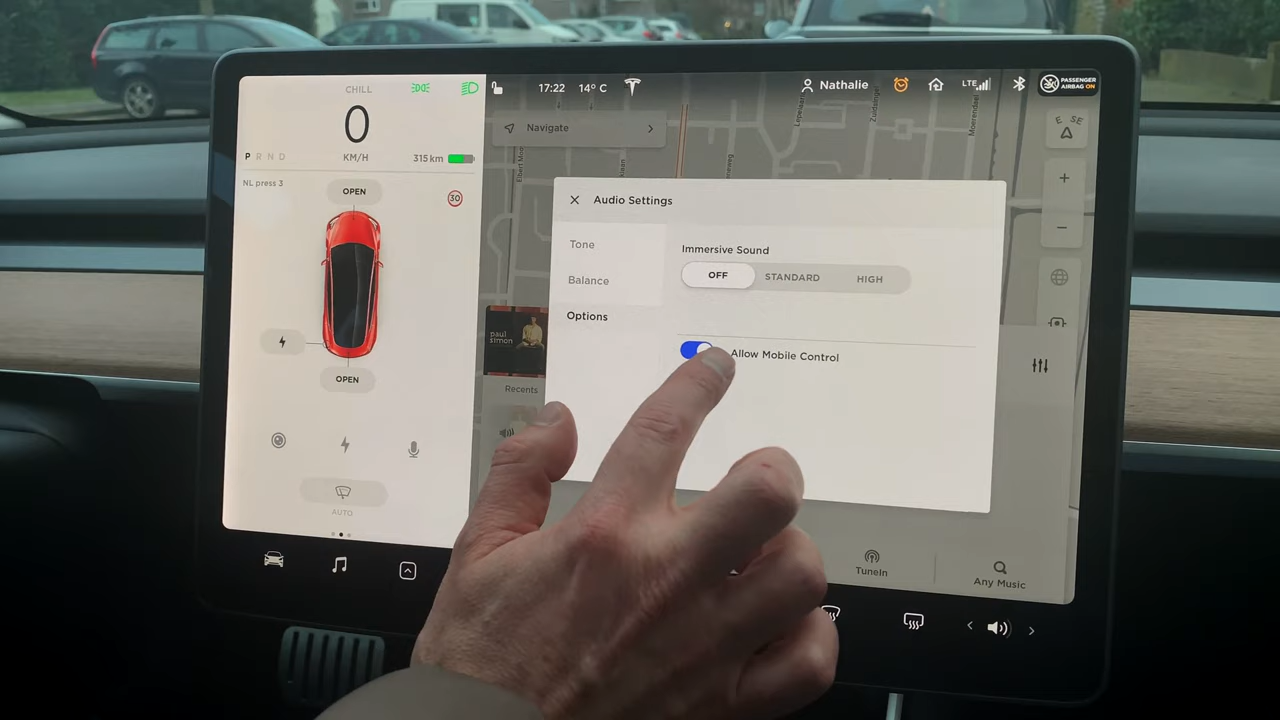 CHILL
0
KM/H
P R N D
315 km
NL press 3
30
OPEN
OPEN
AUTO
17:22
14° C
Nathalie
LTE
PASSENGER
AIRBAG ON
Navigate
E SE
Audio Settings
Tone
Balance
Options
Immersive Sound
OFF STANDARD HIGH
Allow Mobile Control
paul
simon
Recents
TuneIn
Any Music